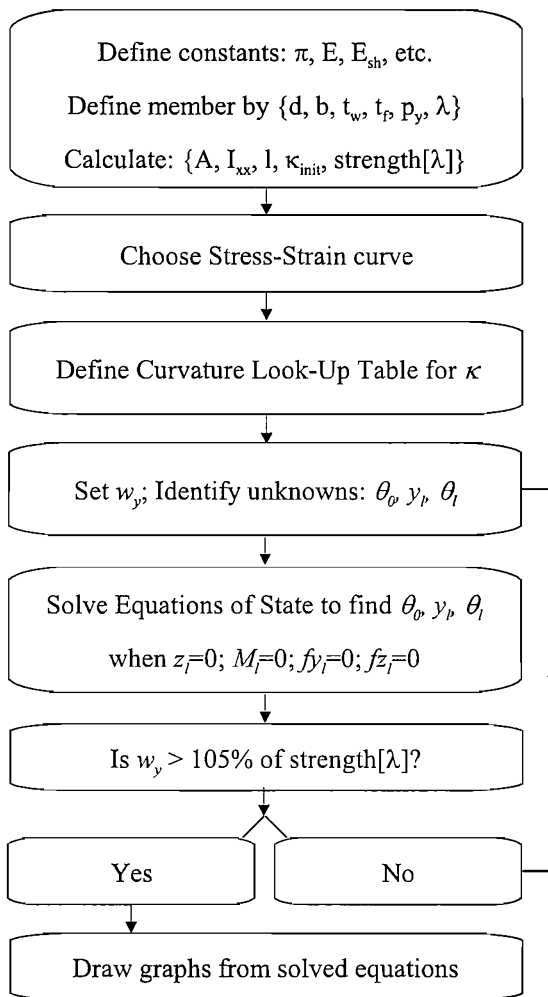 Define constants: π, E, E_sh, etc.
Define member by {d, b, t_w, t_f, p_y, λ}
Calculate: {A, I_xx, l, κ_init, strength[λ]}
Choose Stress-Strain curve
Define Curvature Look-Up Table for κ
Set w_y; Identify unknowns: θ_0, y_l, θ_l
Solve Equations of State to find θ_0, y_l, θ_l
when z_l=0; M_l=0; fy_l=0; fz_l=0
Is w_y > 105% of strength[λ]?
Yes
No
Draw graphs from solved equations